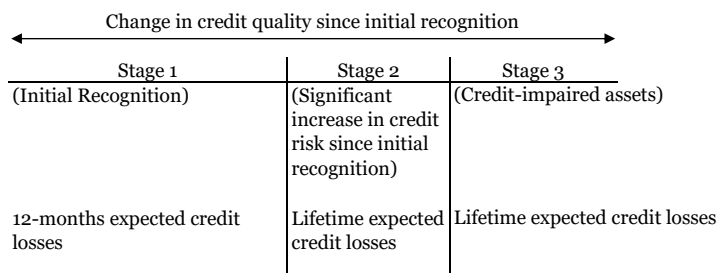 Change in credit quality since initial recognition
Stage 1
Stage 2
Stage 3
(Initial Recognition)
(Significant
increase in credit
risk since initial
recognition)
(Credit-impaired assets)
12-months expected credit
losses
Lifetime expected
credit losses
Lifetime expected credit losses